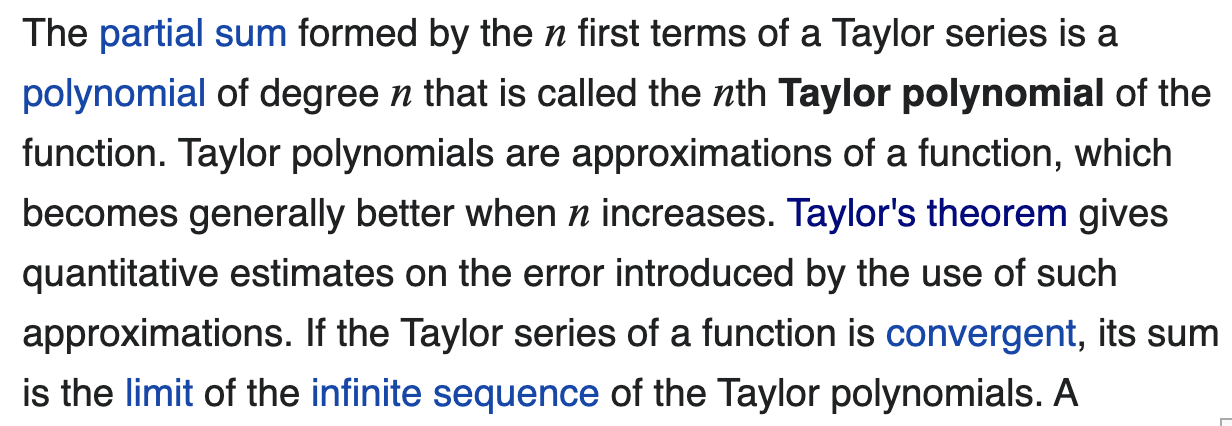 The partial sum formed by the n first terms of a Taylor series is a
polynomial of degree n that is called the nth Taylor polynomial of the
function. Taylor polynomials are approximations of a function, which
becomes generally better when n increases. Taylor's theorem gives
quantitative estimates on the error introduced by the use of such
approximations. If the Taylor series of a function is convergent, its sum
is the limit of the infinite sequence of the Taylor polynomials. A